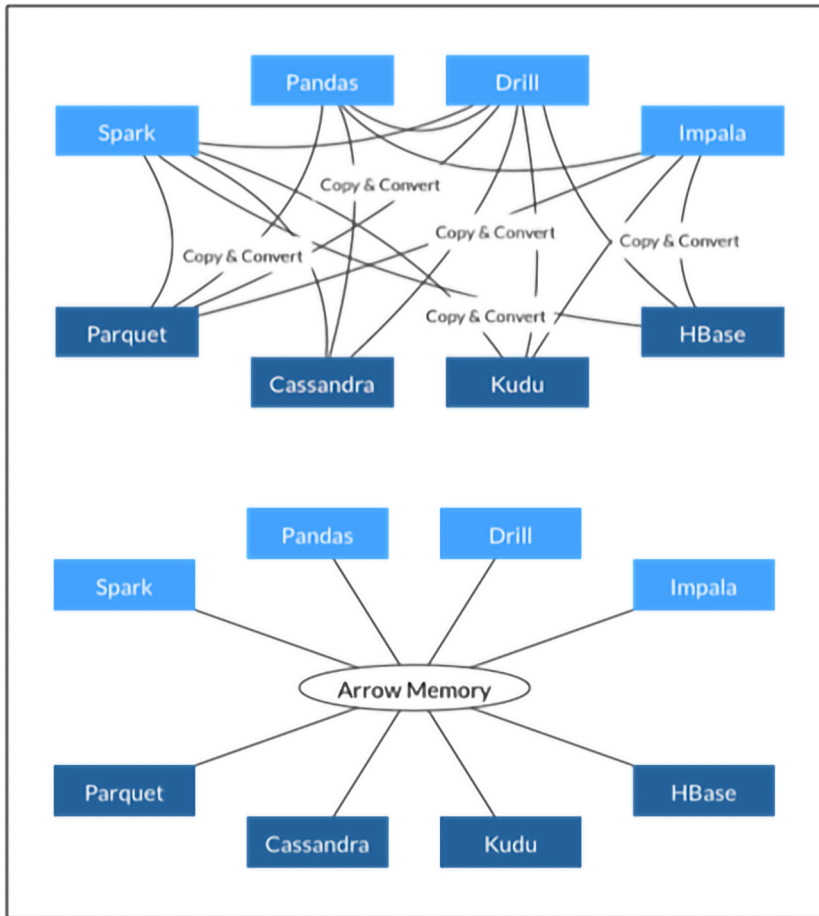 Pandas
Drill
Spark
Impala
Copy & Convert
Copy & Convert
Copy & Convert
Copy & Convert
Copy & Convert
Parquet
HBase
Cassandra
Kudu
Pandas
Drill
Spark
Impala
Arrow Memory
Parquet
HBase
Cassandra
Kudu